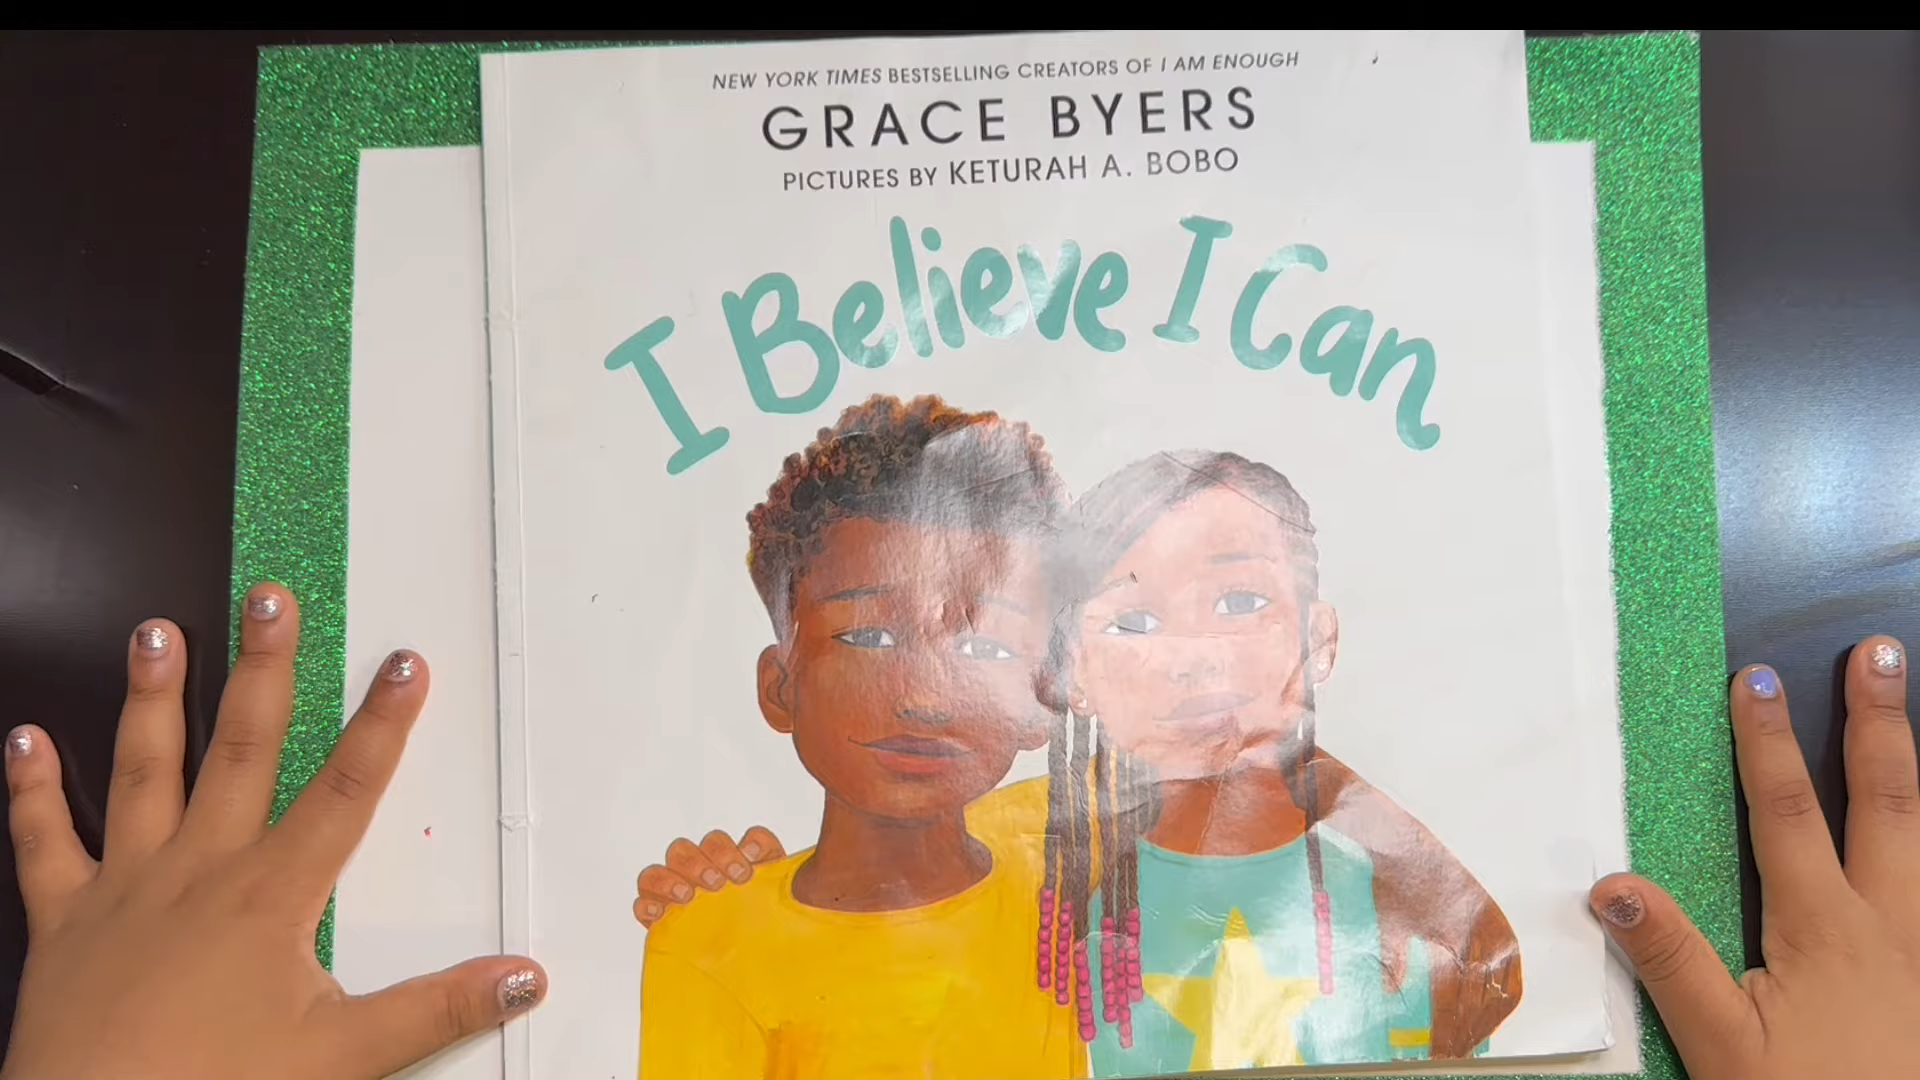 NEW YORK TIMES BESTSELLING CREATORS OF I AM ENOUGH
GRACE BYERS
PICTURES BY KETURAH A. BOBO
I Believe I Can